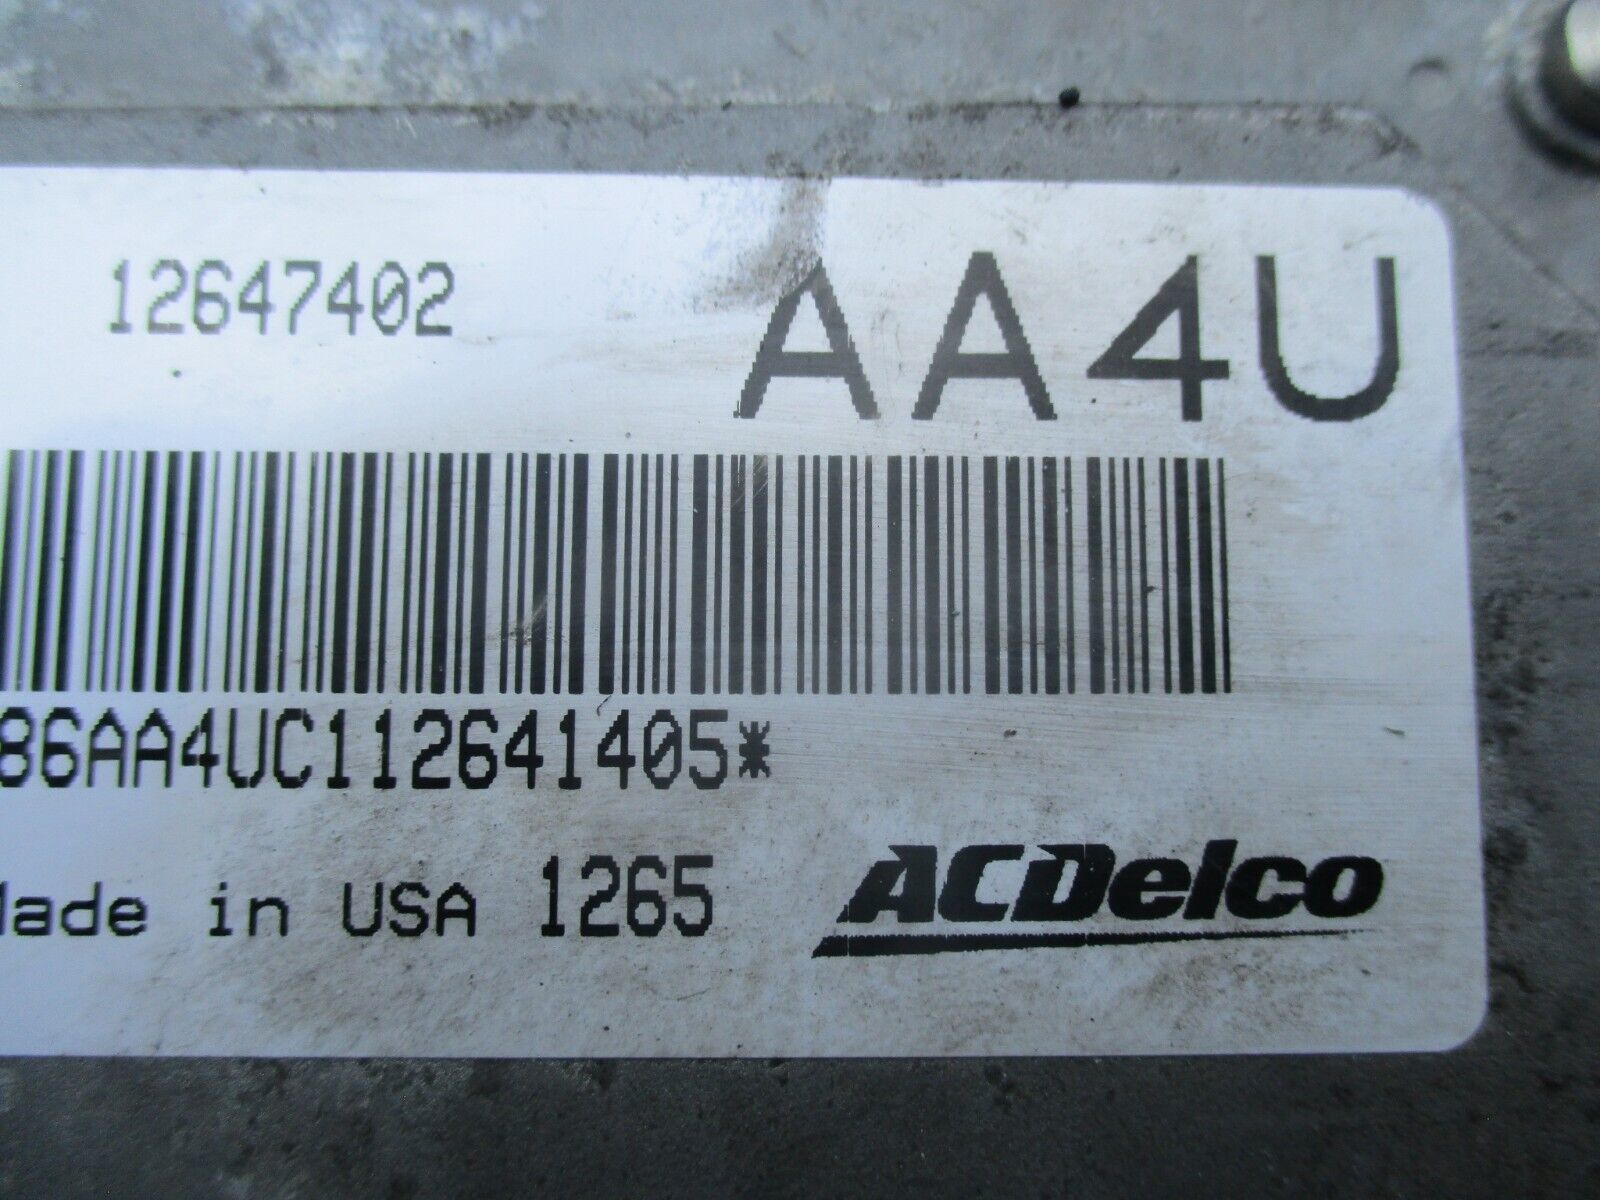 12647402
AA4U
86AA4UC112641405*
Made in USA 1265
ACDelco